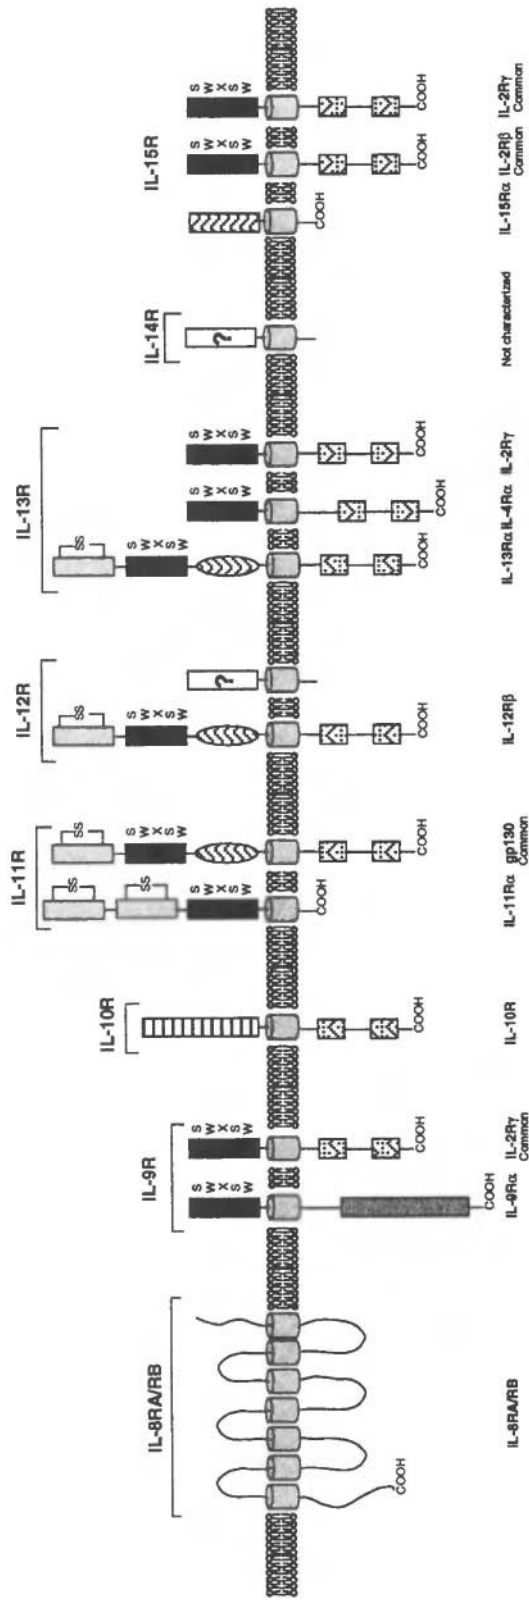 IL-8RA/RB
COOH
IL-8RA/RB
IL-9R
S W X S W
S W X S W
COOH
COOH
IL-9Rα
IL-2Rγ
Common
IL-10R
COOH
IL-10R
IL-11R
SS
SS
SS
S W X S W
S W X S W
COOH
COOH
IL-11Rα
gp130
Common
IL-12R
SS
S W X S W
?
COOH
IL-12Rβ
IL-13R
SS
S W X S W
S W X S W
S W X S W
COOH
COOH
COOH
IL-13Rα IL-4Rα IL-2Rγ
IL-14R
?
Not characterized
IL-15R
S W X S W
S W X S W
COOH
COOH
COOH
IL-15Rα
IL-2Rβ
Common
IL-2Rγ
Common